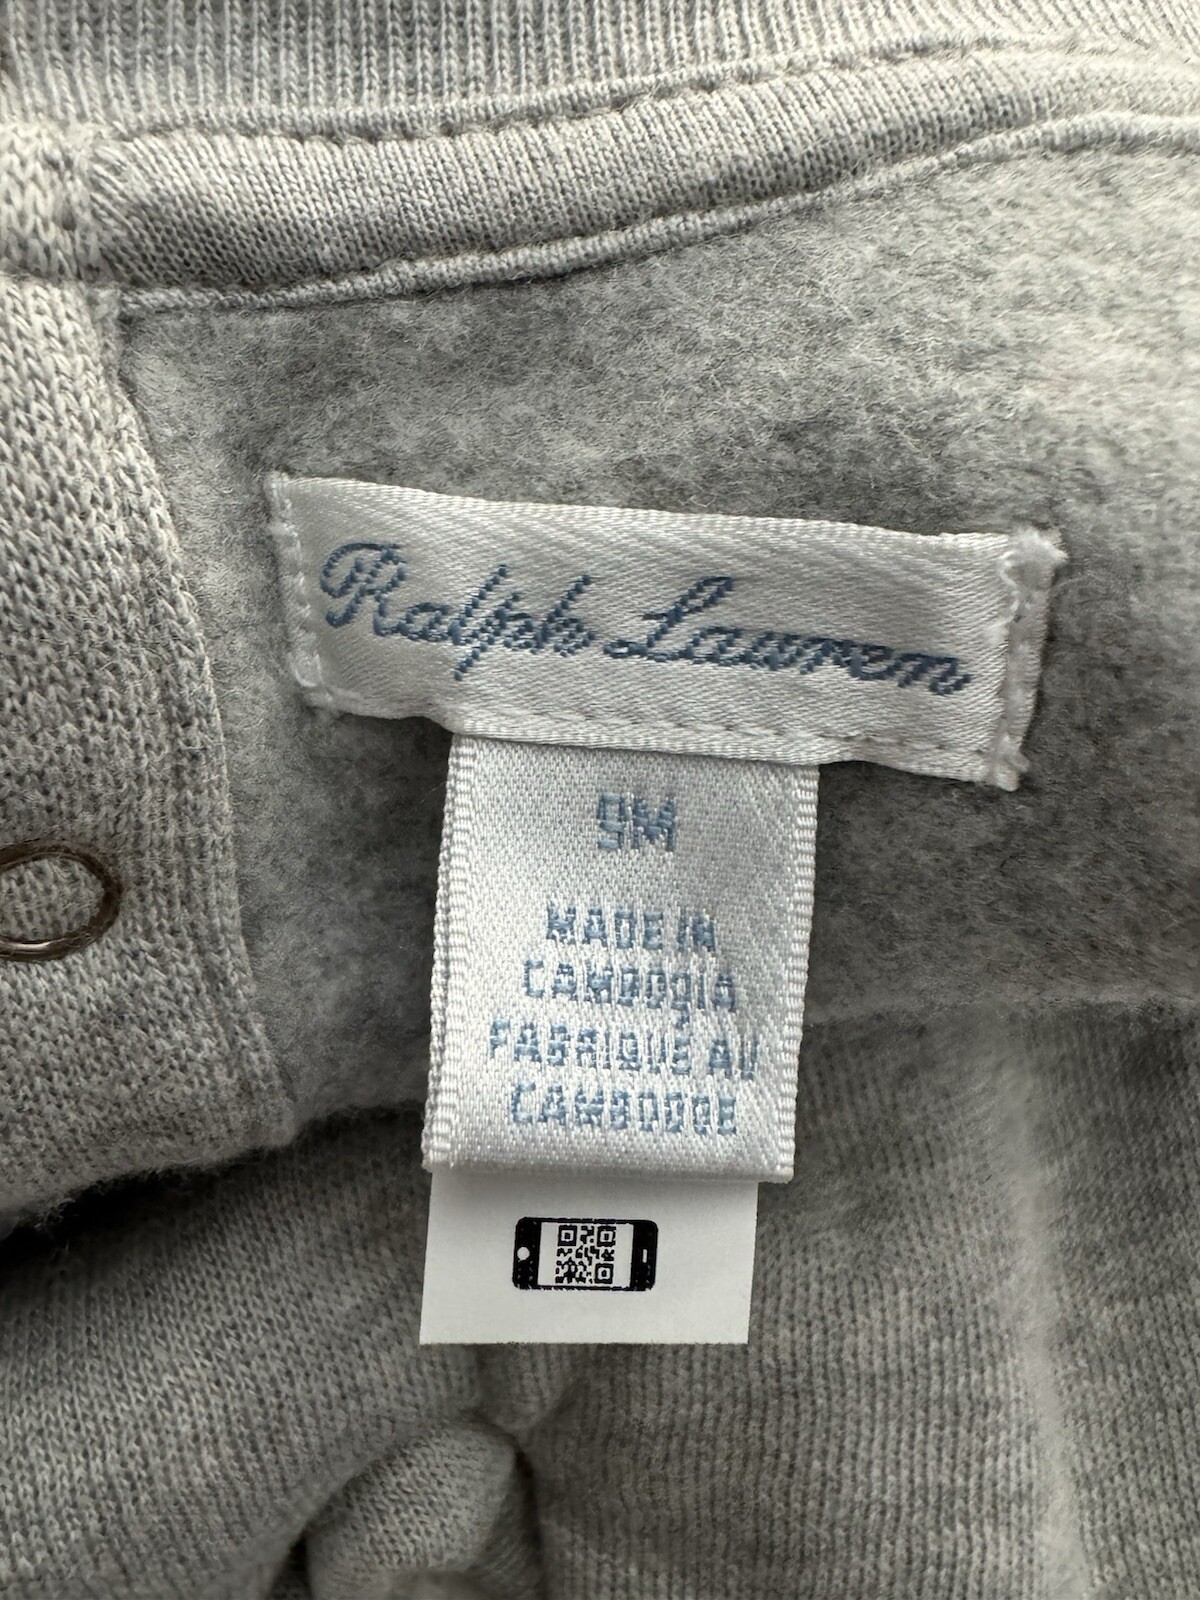 Ralph Lauren
9M
MADE IN
CAMBODIA
FABRIQUÉ AU
CAMBODGE